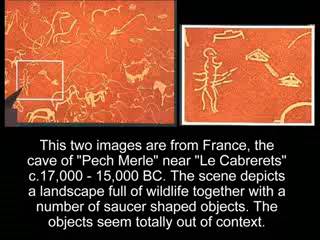 This two images are from France, the
cave of "Pech Merle" near "Le Cabrerets"
c.17,000 - 15,000 BC. The scene depicts
a landscape full of wildlife together with a
number of saucer shaped objects. The
objects seem totally out of context.